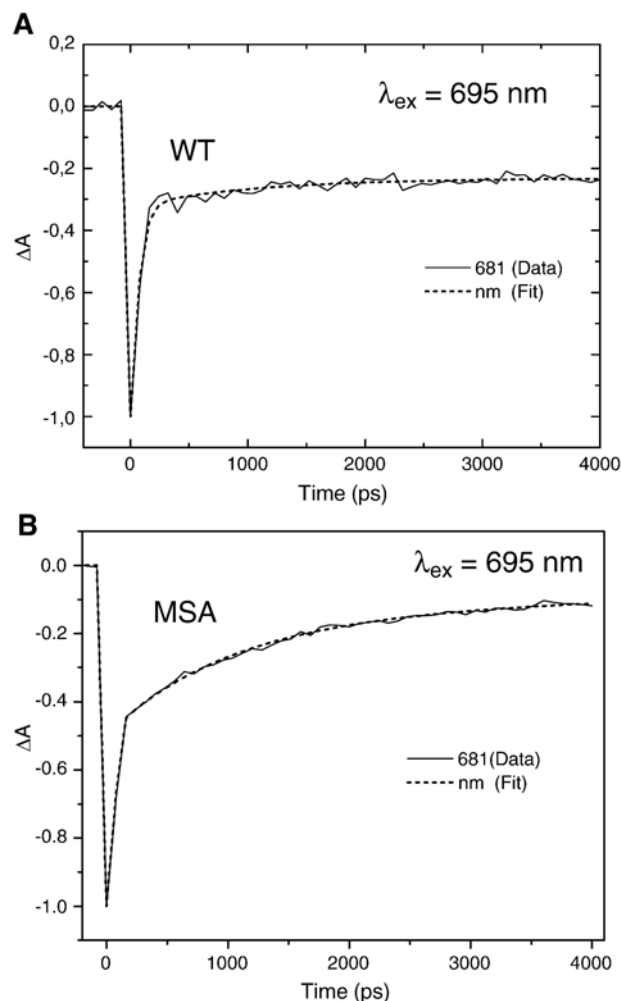 A
λex = 695 nm
WT
0,2
0,0
-0,2
-0,4
-0,6
-0,8
-1,0
ΔA
681 (Data)
nm (Fit)
0
1000
2000
3000
4000
Time (ps)
B
λex = 695 nm
MSA
0.0
-0.2
-0.4
-0.6
-0.8
-1.0
ΔA
681(Data)
nm (Fit)
0
1000
2000
3000
4000
Time (ps)